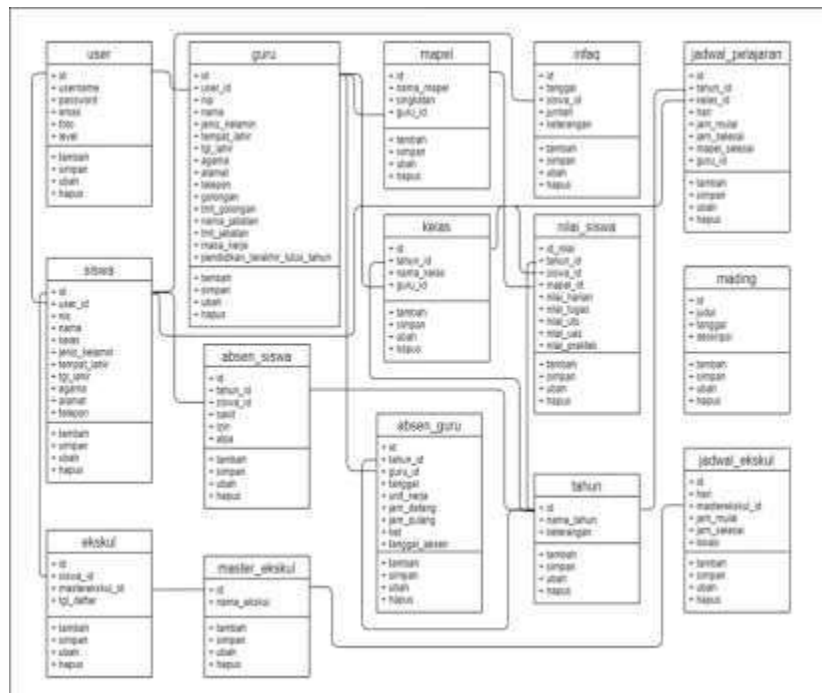 user
• id
• username
• password
• email
• foto
• level
• tambah
• simpan
• ubah
• hapus
guru
• id
• user_id
• nip
• nama
• jenis_kelamin
• tempat_lahir
• tgl_lahir
• agama
• alamat
• telepon
• golongan
• tmt_golongan
• nama_jabatan
• tmt_jabatan
• masa_kerja
• pendidikan_terakhir_lulus_tahun
• tambah
• simpan
• ubah
• hapus
mapel
• id
• nama_mapel
• singkatan
• guru_id
• tambah
• simpan
• ubah
• hapus
infaq
• id
• tanggal
• siswa_id
• jumlah
• keterangan
• tambah
• simpan
• ubah
• hapus
jadwal_pelajaran
• id
• tahun_id
• kelas_id
• hari
• jam_mulai
• jam_selesai
• mapel_selesai
• guru_id
• tambah
• simpan
• ubah
• hapus
siswa
• id
• user_id
• nis
• nama
• kelas
• jenis_kelamin
• tempat_lahir
• tgl_lahir
• agama
• alamat
• telepon
• tambah
• simpan
• ubah
• hapus
kelas
• id
• tahun_id
• nama_kelas
• guru_id
• tambah
• simpan
• ubah
• hapus
nilai_siswa
• id_nilai
• tahun_id
• siswa_id
• mapel_id
• nilai_harian
• nilai_tugas
• nilai_uts
• nilai_uas
• nilai_praktek
• tambah
• simpan
• ubah
• hapus
mading
• id
• judul
• tanggal
• deskripsi
• tambah
• simpan
• ubah
• hapus
absen_siswa
• id
• tahun_id
• siswa_id
• sakit
• izin
• alpa
• tambah
• simpan
• ubah
• hapus
absen_guru
• id
• tahun_id
• guru_id
• tanggal
• unit_kerja
• jam_datang
• jam_pulang
• ket
• tanggal_absen
• tambah
• simpan
• ubah
• hapus
tahun
• id
• nama_tahun
• keterangan
• tambah
• simpan
• ubah
• hapus
jadwal_ekskul
• id
• hari
• masterekskul_id
• jam_mulai
• jam_selesai
• tambah
• simpan
• ubah
• hapus
ekskul
• id
• siswa_id
• masterekskul_id
• tgl_daftar
• tambah
• simpan
• ubah
• hapus
master_ekskul
• id
• nama_ekskul
• tambah
• simpan
• ubah
• hapus